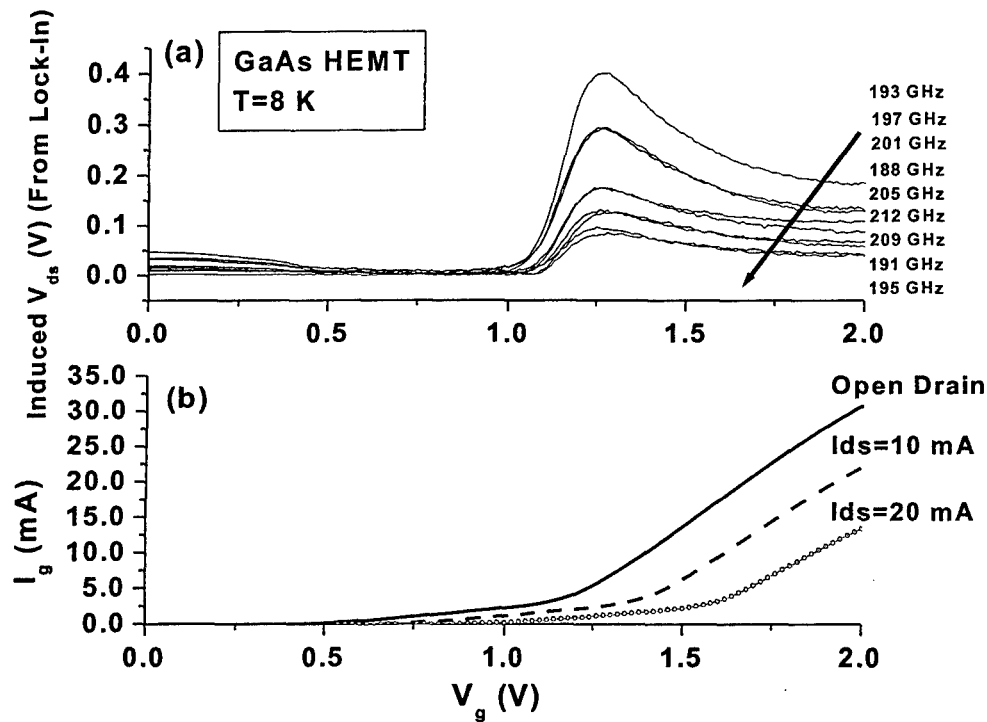 (a)
GaAs HEMT
T=8 K
Induced V_ds (V) (From Lock-In)
0.4
0.3
0.2
0.1
0.0
193 GHz
197 GHz
201 GHz
188 GHz
205 GHz
212 GHz
209 GHz
191 GHz
195 GHz
0.0 0.5 1.0 1.5 2.0
(b)
I_g (mA)
35.0
30.0
25.0
20.0
15.0
10.0
5.0
0.0
Open Drain
Ids=10 mA
Ids=20 mA
0.0 0.5 1.0 1.5 2.0
V_g (V)